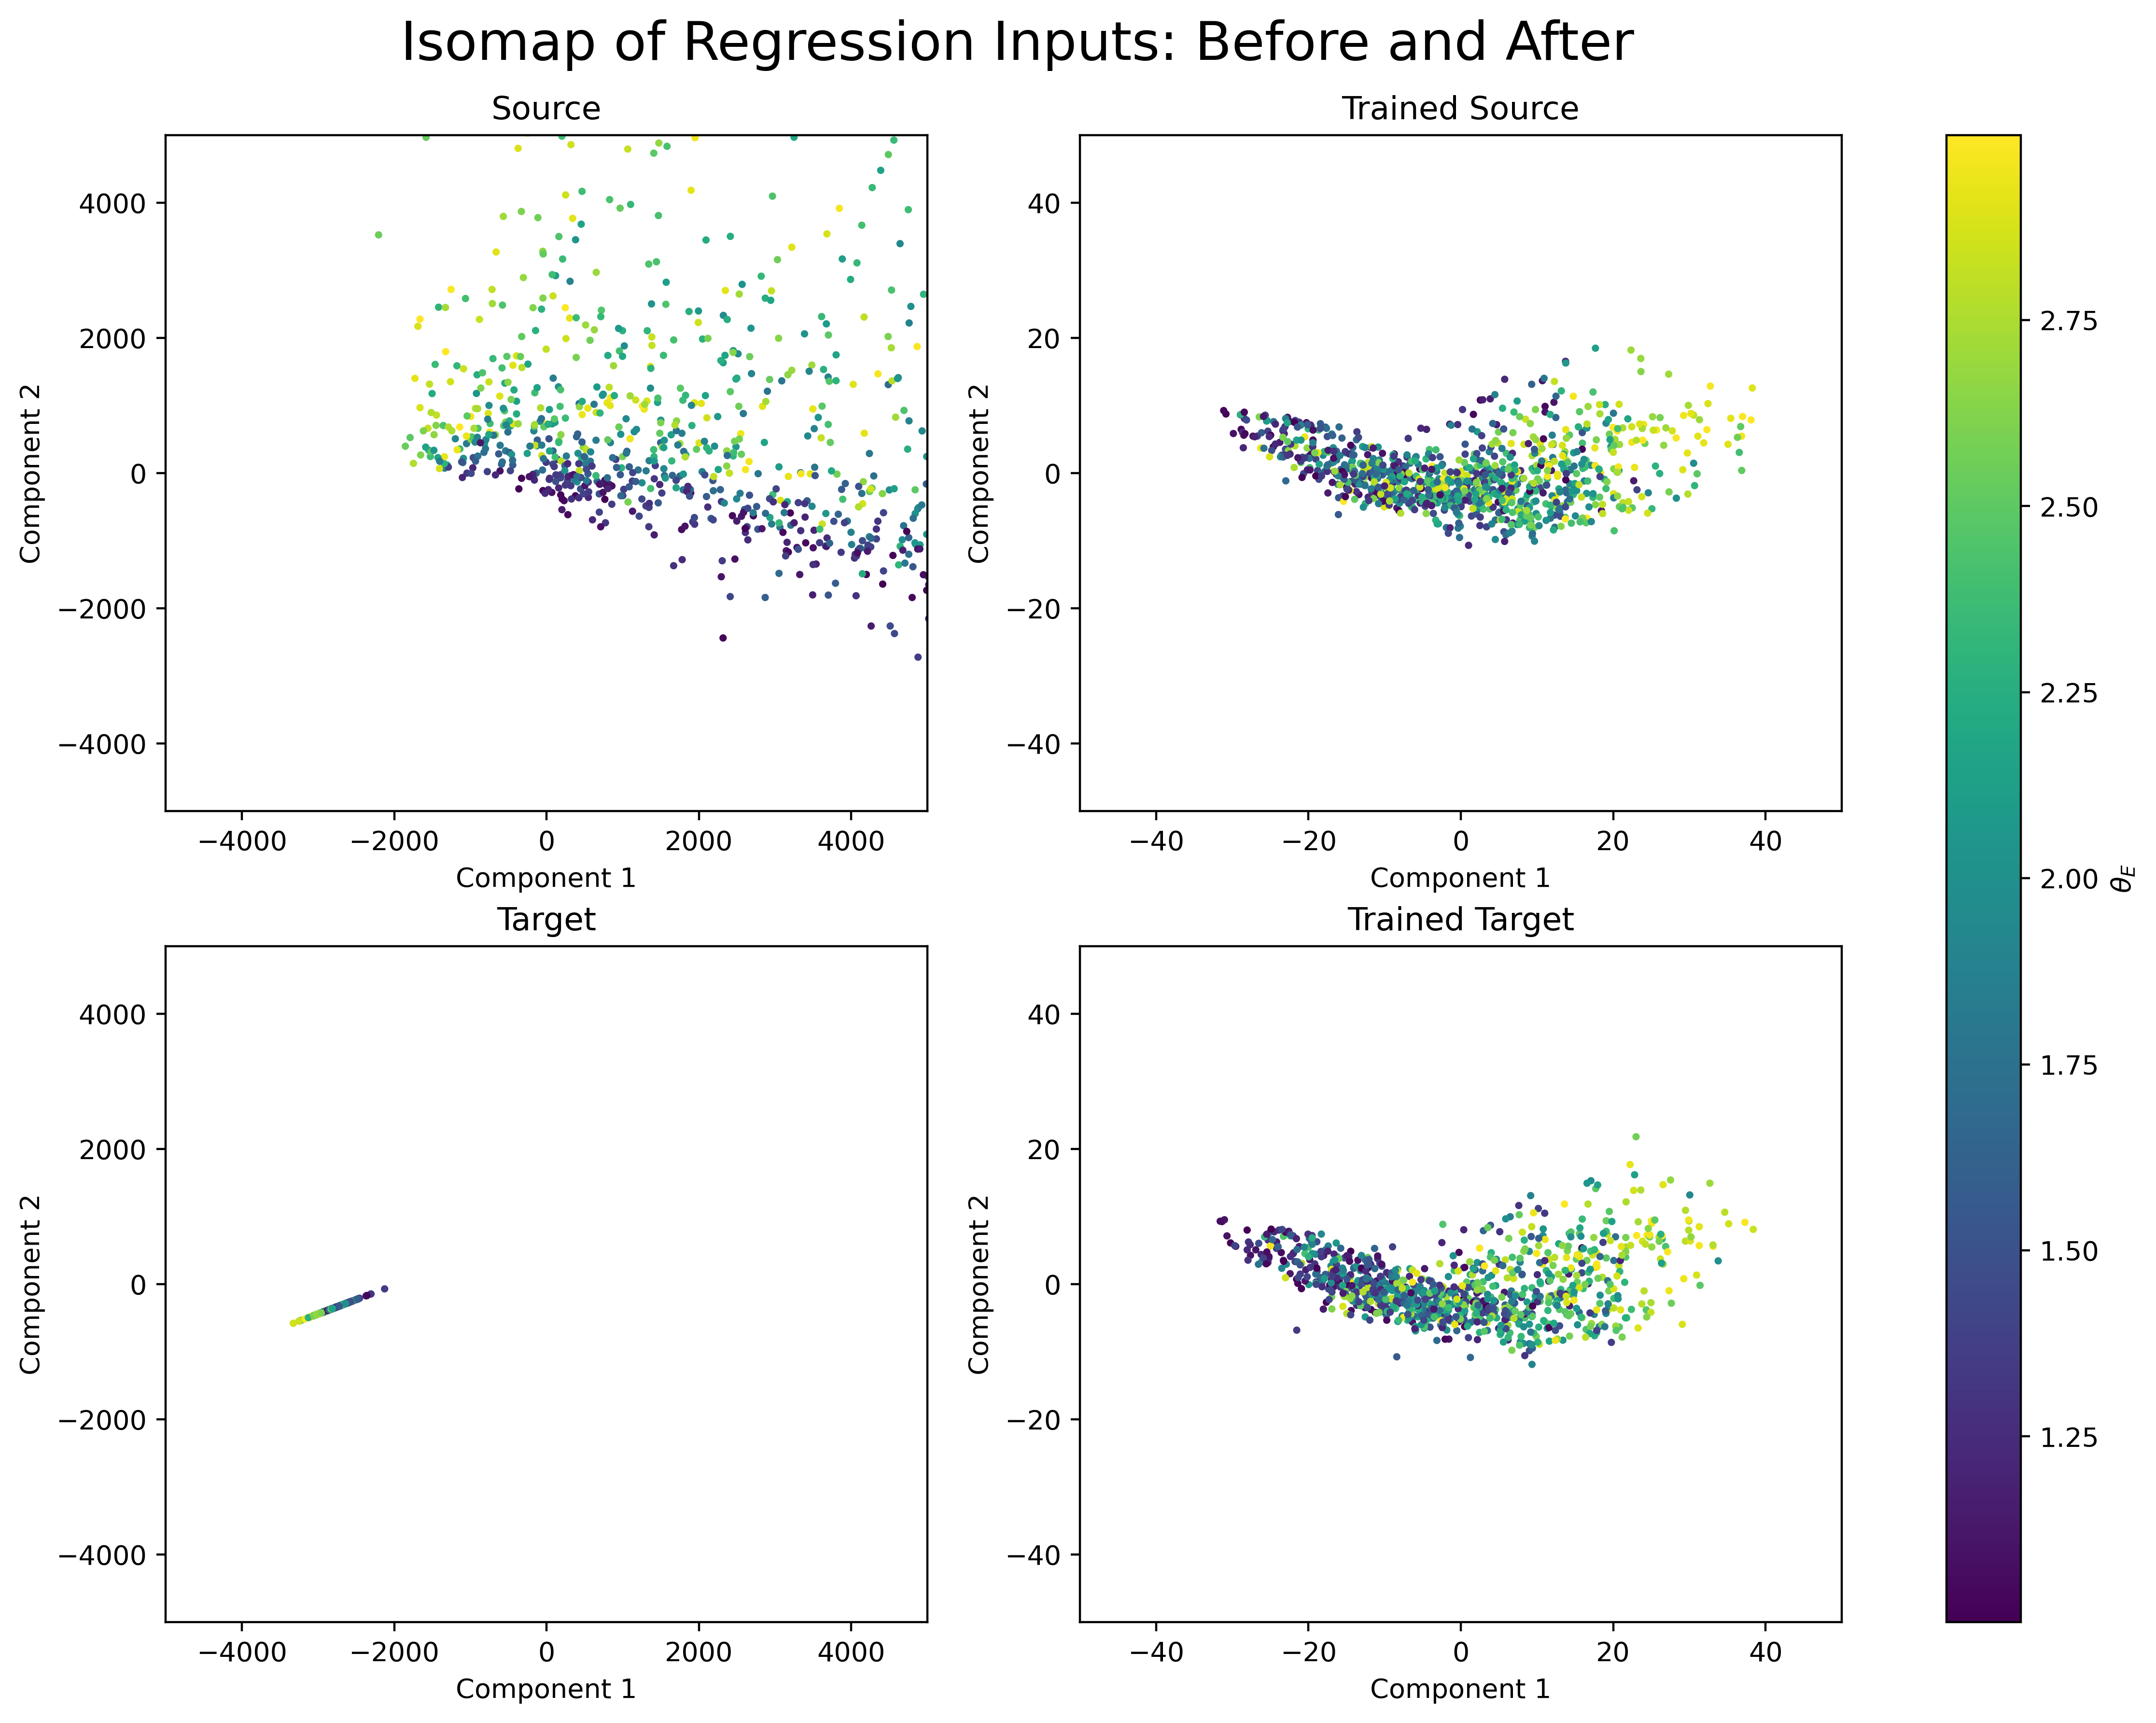 Isomap of Regression Inputs: Before and After
Source
4000
2000
0
−2000
−4000
Component 2
−4000 −2000 0 2000 4000
Component 1
Trained Source
40
20
0
−20
−40
Component 2
−40 −20 0 20 40
Component 1
Target
4000
2000
0
−2000
−4000
Component 2
−4000 −2000 0 2000 4000
Component 1
Trained Target
40
20
0
−20
−40
Component 2
−40 −20 0 20 40
Component 1
2.75
2.50
2.25
2.00
1.75
1.50
1.25
θ_E